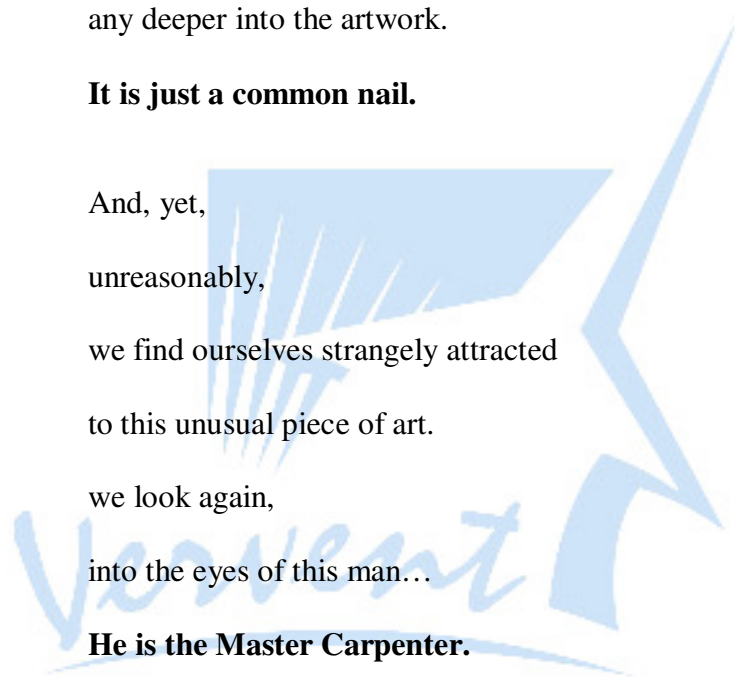 any deeper into the artwork.
It is just a common nail.
And, yet,
unreasonably,
we find ourselves strangely attracted
to this unusual piece of art.
we look again,
into the eyes of this man…
He is the Master Carpenter.
Vervent